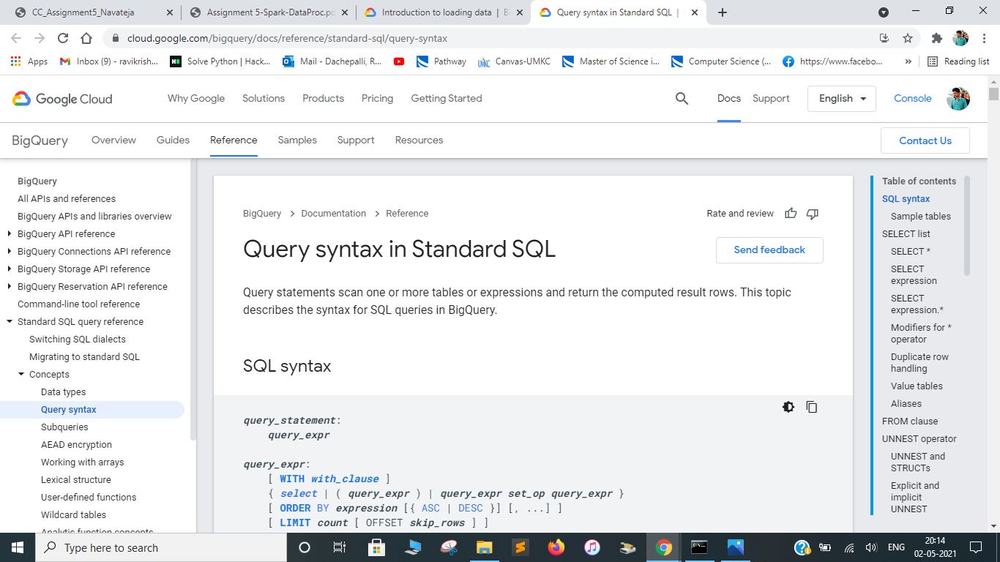 CC_Assignment5_Navateja
Assignment 5-Spark-DataProc.pd
Introduction to loading data | B
Query syntax in Standard SQL |
cloud.google.com/bigquery/docs/reference/standard-sql/query-syntax
Apps
Inbox (9) - ravikrish...
Solve Python | Hack...
Mail - Dachepalli, R...
Pathway
Canvas-UMKC
Master of Science i...
Computer Science (...
https://www.facebo...
»
Reading list
Google Cloud
Why Google
Solutions
Products
Pricing
Getting Started
Docs
Support
English
Console
BigQuery
Overview
Guides
Reference
Samples
Support
Resources
Contact Us
BigQuery
All APIs and references
BigQuery APIs and libraries overview
BigQuery API reference
BigQuery Connections API reference
BigQuery Storage API reference
BigQuery Reservation API reference
Command-line tool reference
Standard SQL query reference
Switching SQL dialects
Migrating to standard SQL
Concepts
Data types
Query syntax
Subqueries
AEAD encryption
Working with arrays
Lexical structure
User-defined functions
Wildcard tables
Analytic function concepts
BigQuery > Documentation > Reference
Rate and review
Query syntax in Standard SQL
Send feedback
Query statements scan one or more tables or expressions and return the computed result rows. This topic
describes the syntax for SQL queries in BigQuery.
SQL syntax
query_statement:
query_expr
query_expr:
[ WITH with_clause ]
{ select | ( query_expr ) | query_expr set_op query_expr }
[ ORDER BY expression [{ ASC | DESC }] [, ...] ]
[ LIMIT count [ OFFSET skip_rows ] ]
Table of contents
SQL syntax
Sample tables
SELECT list
SELECT *
SELECT
expression
SELECT
expression.*
Modifiers for *
operator
Duplicate row
handling
Value tables
Aliases
FROM clause
UNNEST operator
UNNEST and
STRUCTs
Explicit and
implicit
UNNEST
Type here to search
ENG
20:14
02-05-2021